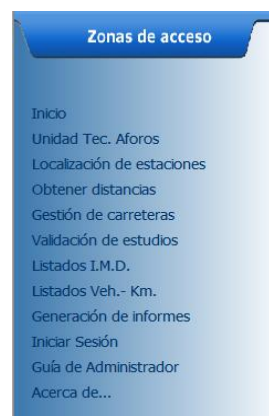 Zonas de acceso
Inicio
Unidad Tec. Aforos
Localización de estaciones
Obtener distancias
Gestión de carreteras
Validación de estudios
Listados I.M.D.
Listados Veh.- Km.
Generación de informes
Iniciar Sesión
Guía de Administrador
Acerca de...